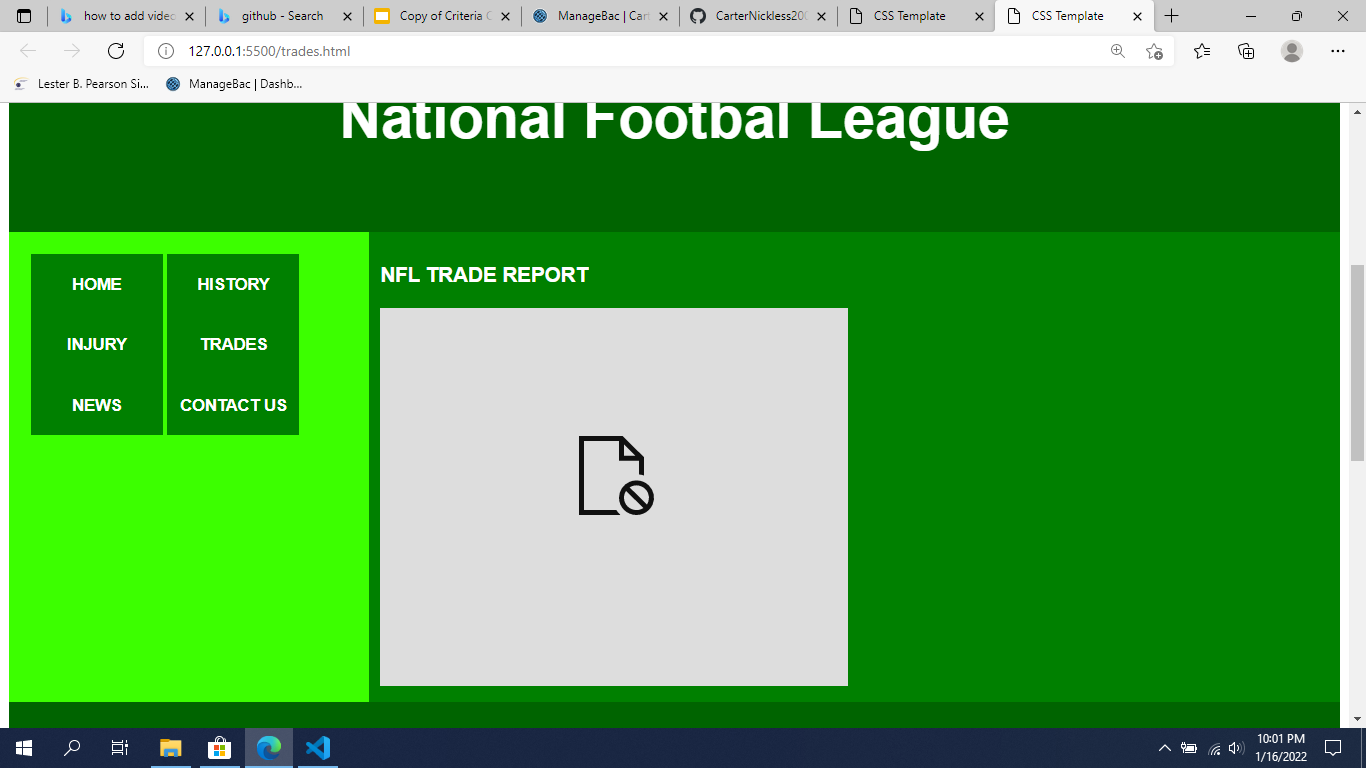 how to add video
github - Search
Copy of Criteria C
ManageBac | Cart
CarterNickless200
CSS Template
CSS Template
127.0.0.1:5500/trades.html
Lester B. Pearson Si...
ManageBac | Dashb...
National Footbal League
HOME
HISTORY
INJURY
TRADES
NEWS
CONTACT US
NFL TRADE REPORT
10:01 PM
1/16/2022